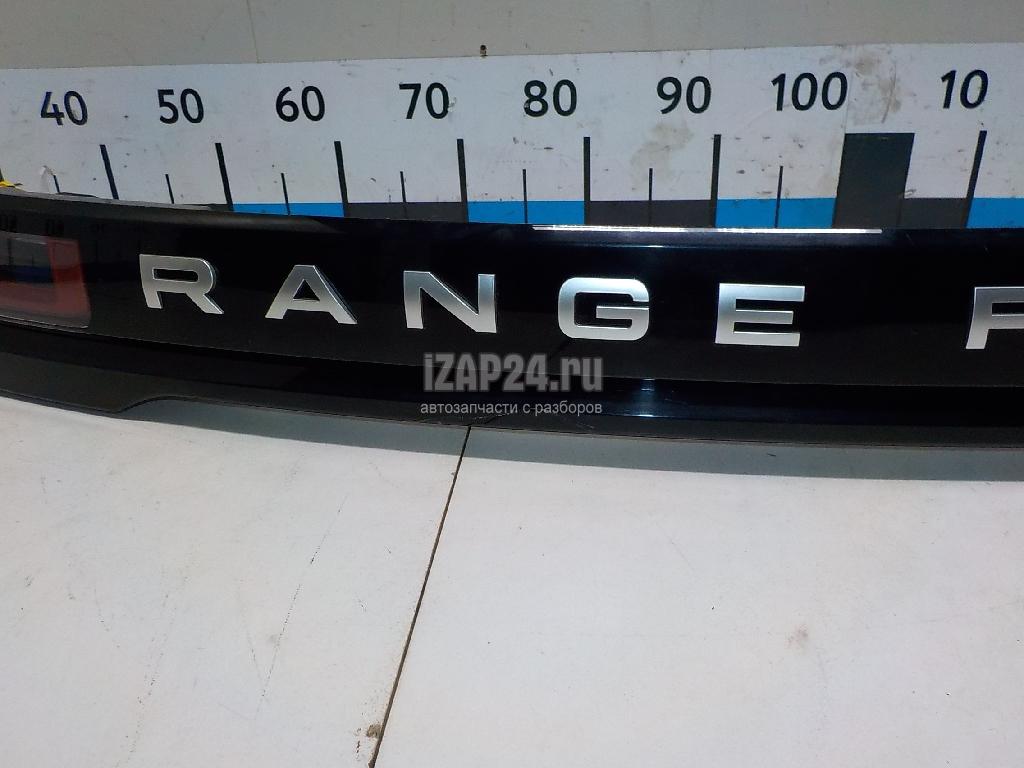 40 50 60 70 80 90 100 10
RANGE R
iZAP24.ru
автозапчасти с разборов